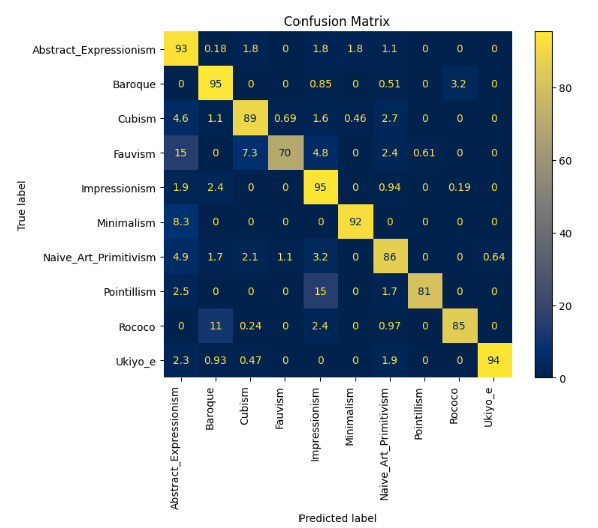 Confusion Matrix
Abstract_Expressionism 93 0.18 1.8 0 1.8 1.8 1.1 0 0 0
80
Baroque 0 95 0 0 0.85 0 0.51 0 3.2 0
Cubism 4.6 1.1 89 0.69 1.6 0.46 2.7 0 0 0
Fauvism 15 0 7.3 70 4.8 0 2.4 0.61 0 0
60
Impressionism 1.9 2.4 0 0 95 0 0.94 0 0.19 0
True label
Minimalism 8.3 0 0 0 0 92 0 0 0 0
40
Naive_Art_Primitivism 4.9 1.7 2.1 1.1 3.2 0 86 0 0 0.64
Pointillism 2.5 0 0 0 15 0 1.7 81 0 0
20
Rococo 0 11 0.24 0 2.4 0 0.97 0 85 0
Ukiyo_e 2.3 0.93 0.47 0 0 0 1.9 0 0 94
0
Abstract_Expressionism
Baroque
Cubism
Fauvism
Impressionism
Minimalism
Naive_Art_Primitivism
Pointillism
Rococo
Ukiyo_e
Predicted label